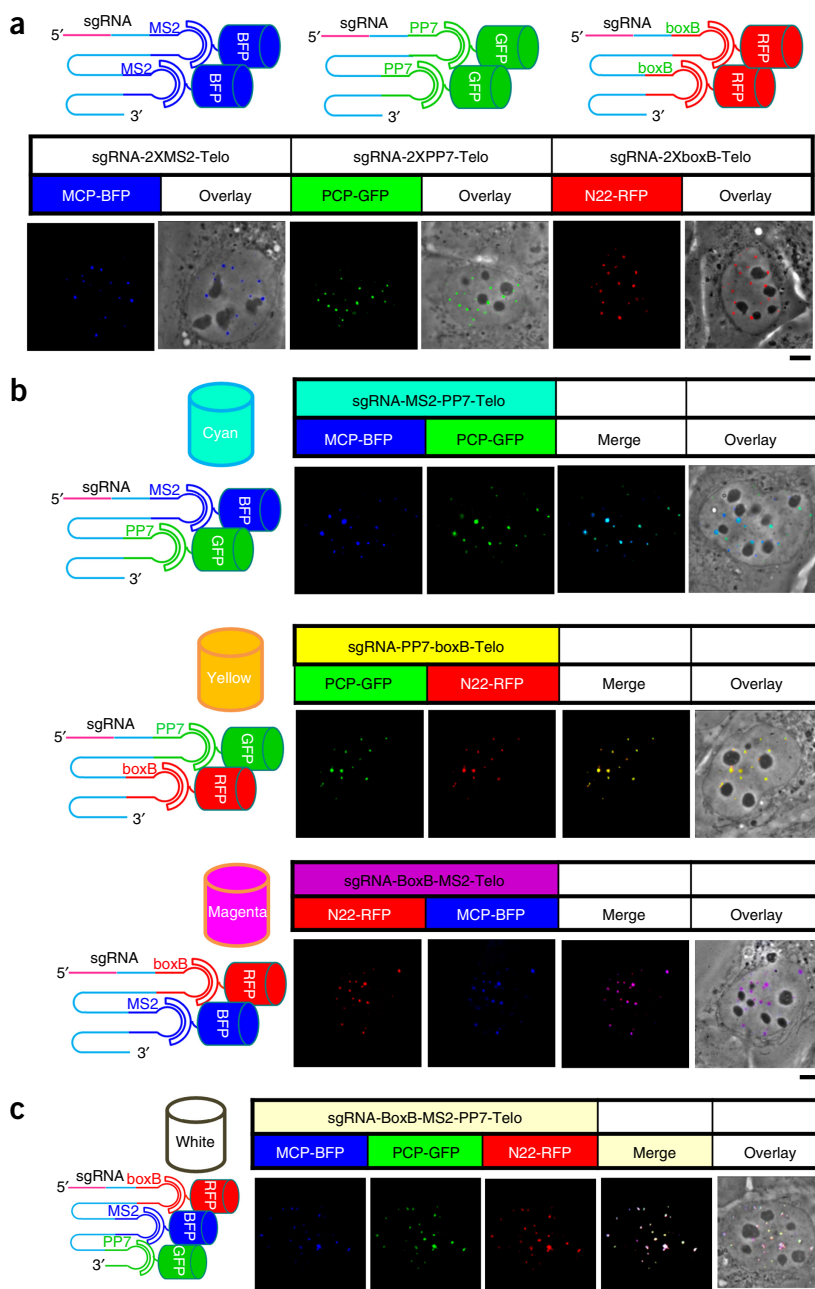 a
sgRNA
5′
MS2
BFP
MS2
BFP
3′
sgRNA
5′
PP7
GFP
PP7
GFP
3′
sgRNA
5′
boxB
RFP
boxB
RFP
3′
sgRNA-2XMS2-Telo sgRNA-2XPP7-Telo sgRNA-2XboxB-Telo
MCP-BFP Overlay PCP-GFP Overlay N22-RFP Overlay
b
Cyan
sgRNA-MS2-PP7-Telo
MCP-BFP PCP-GFP Merge Overlay
sgRNA
5′
MS2
BFP
PP7
GFP
3′
Yellow
sgRNA-PP7-boxB-Telo
PCP-GFP N22-RFP Merge Overlay
sgRNA
5′
PP7
GFP
boxB
RFP
3′
Magenta
sgRNA-BoxB-MS2-Telo
N22-RFP MCP-BFP Merge Overlay
sgRNA
5′
boxB
RFP
MS2
BFP
3′
c
White
sgRNA-BoxB-MS2-PP7-Telo
MCP-BFP PCP-GFP N22-RFP Merge Overlay
sgRNA
5′
boxB
RFP
MS2
BFP
PP7
GFP
3′